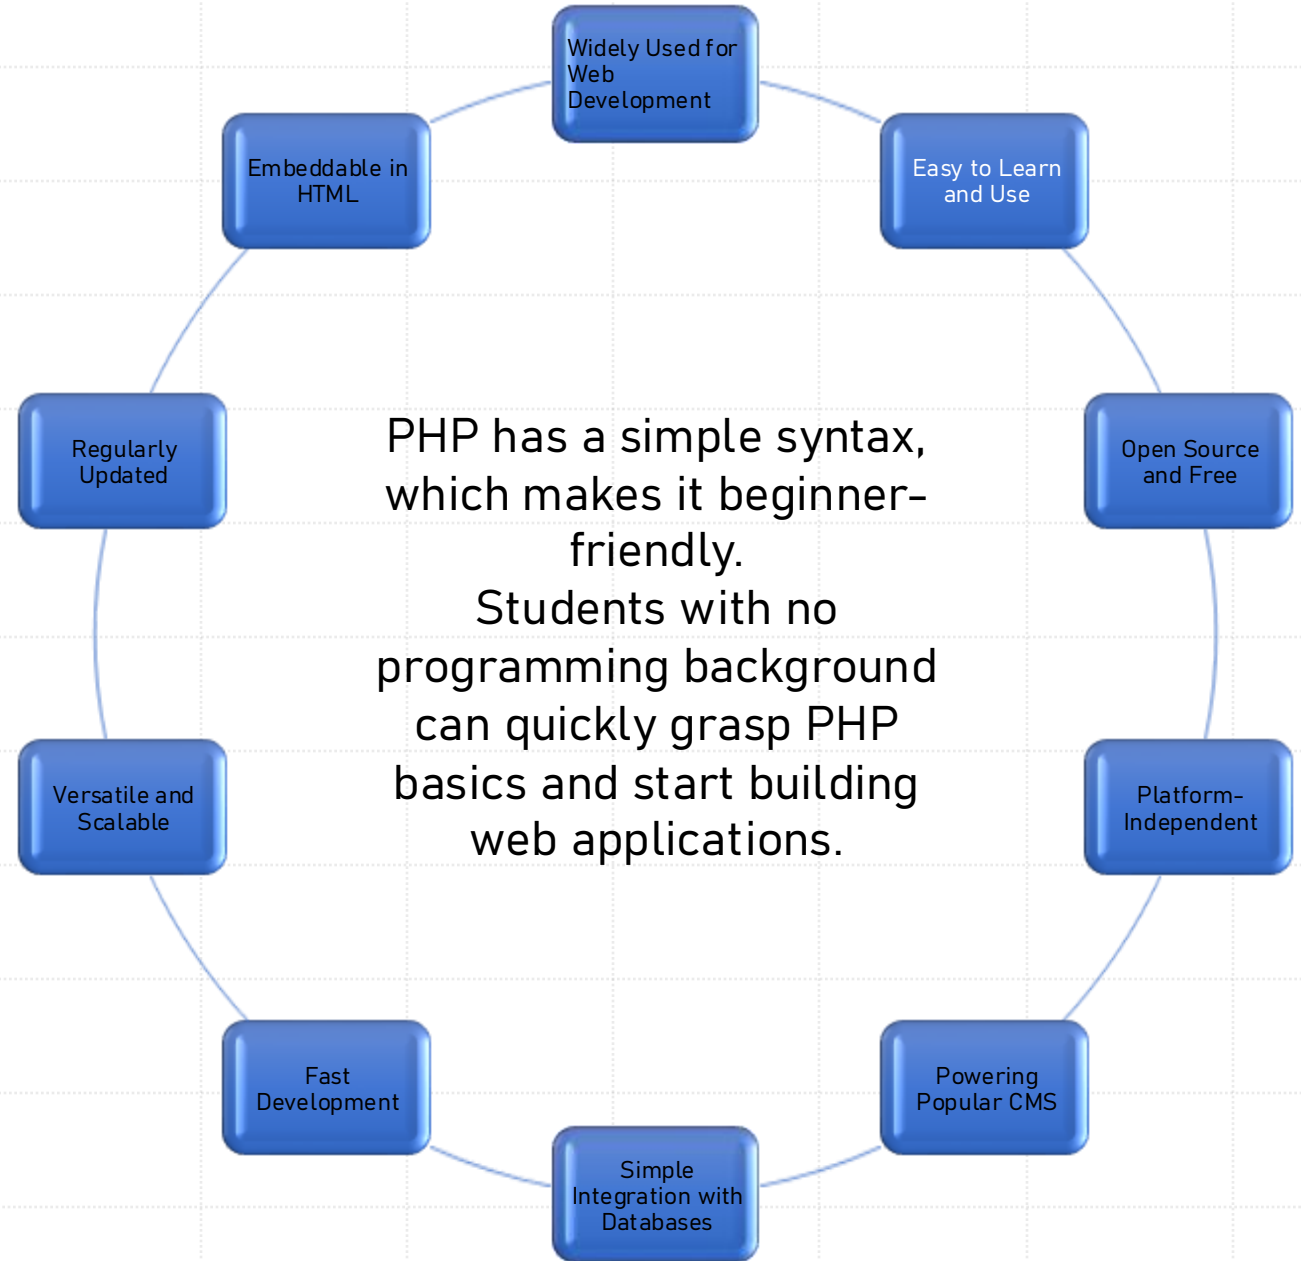 Widely Used for
Web
Development
Embeddable in
HTML
Easy to Learn
and Use
Regularly
Updated
Open Source
and Free
PHP has a simple syntax,
which makes it beginner-
friendly.
Students with no
programming background
can quickly grasp PHP
basics and start building
web applications.
Versatile and
Scalable
Platform-
Independent
Fast
Development
Powering
Popular CMS
Simple
Integration with
Databases